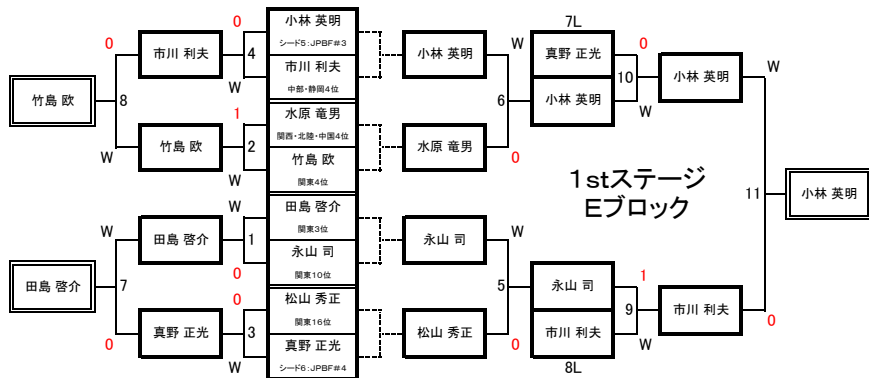 0
市川 利夫
0
4
W
小林 英明
シード5:JPBF#3
市川 利夫
中部・静岡4位
小林 英明
W
7L
真野 正光
0
10
小林 英明
W
小林 英明
W
竹島 欧
8
W
竹島 欧
1
2
W
水原 竜男
関西・北陸・中国4位
竹島 欧
関東4位
水原 竜男
6
0
1stステージ
Eブロック
11
小林 英明
田島 啓介
7
W
田島 啓介
W
1
0
田島 啓介
関東3位
永山 司
関東10位
永山 司
W
5
永山 司
1
9
市川 利夫
W
8L
市川 利夫
0
0
真野 正光
0
3
W
松山 秀正
関東16位
真野 正光
シード6:JPBF#4
松山 秀正
0